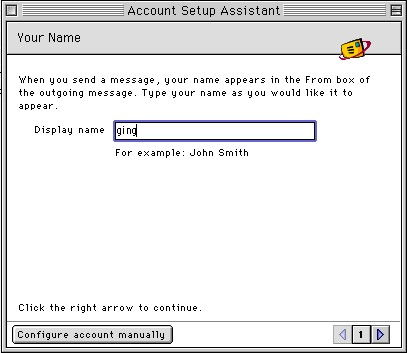 Account Setup Assistant
Your Name
When you send a message, your name appears in the From box of
the outgoing message. Type your name as you would like it to
appear.
Display name ging
For example: John Smith
Click the right arrow to continue.
Configure account manually 1